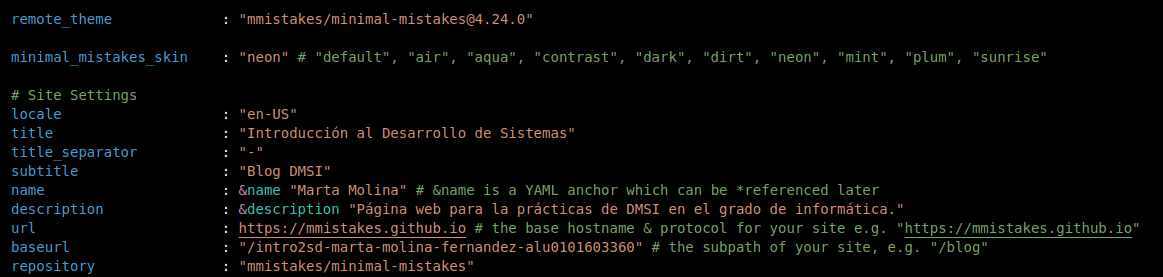 remote_theme : "mmistakes/minimal-mistakes@4.24.0"
minimal_mistakes_skin : "neon" # "default", "air", "aqua", "contrast", "dark", "dirt", "neon", "mint", "plum", "sunrise"
# Site Settings
locale : "en-US"
title : "Introducción al Desarrollo de Sistemas"
title_separator : "-"
subtitle : "Blog DMSI"
name : &name "Marta Molina" # &name is a YAML anchor which can be *referenced later
description : &description "Página web para la prácticas de DMSI en el grado de informática."
url : https://mmistakes.github.io # the base hostname & protocol for your site e.g. "https://mmistakes.github.io"
baseurl : "/intro2sd-marta-molina-fernandez-alu0101603360" # the subpath of your site, e.g. "/blog"
repository : "mmistakes/minimal-mistakes"